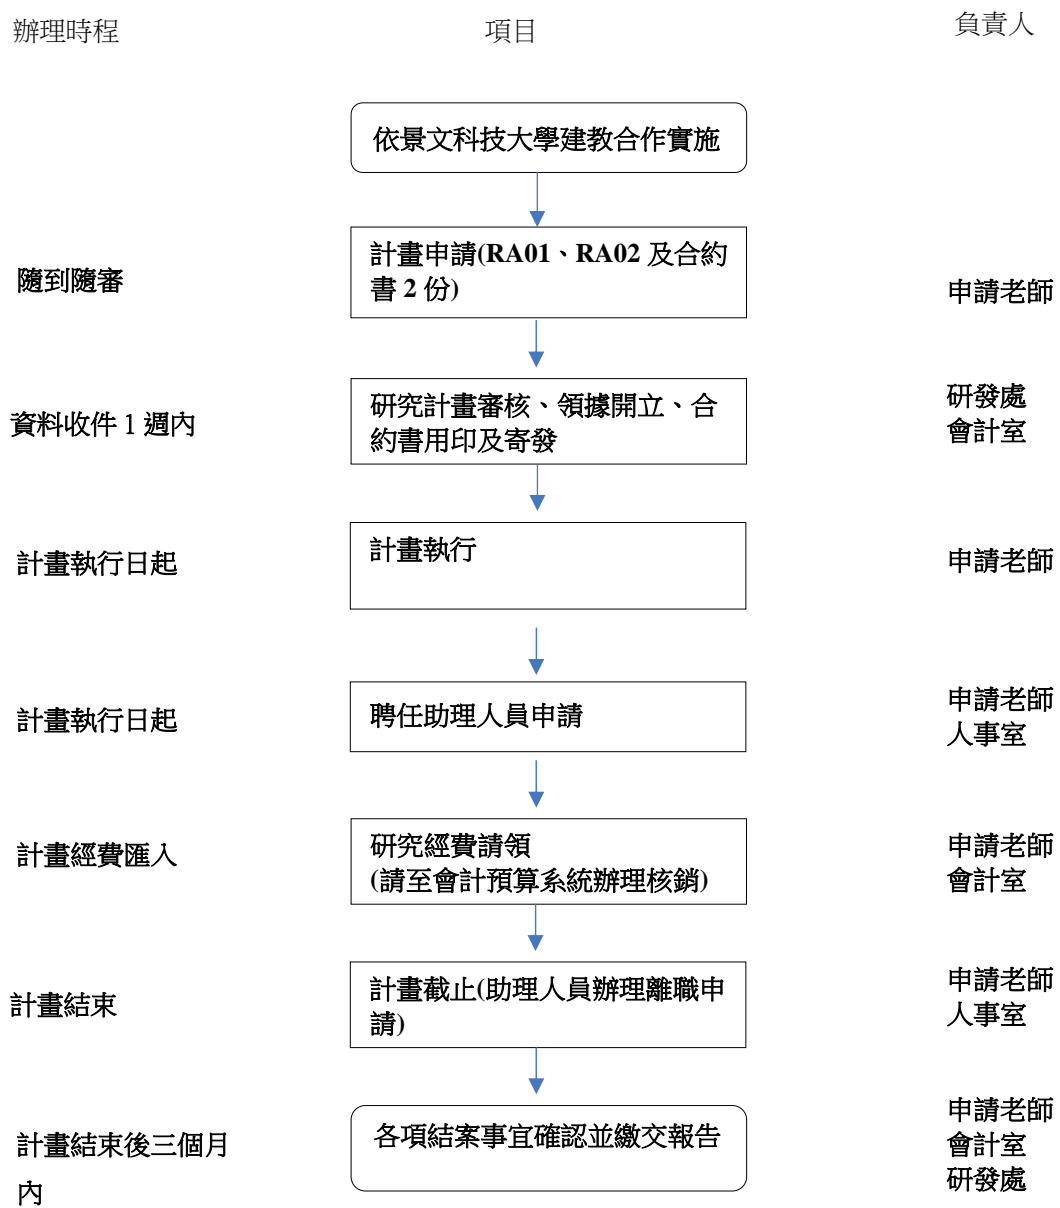 辦理時程
項目
負責人
依景文科技大學建教合作實施
隨到隨審
計畫申請(RA01、RA02 及合約
書 2 份)
申請老師
資料收件 1 週內
研究計畫審核、領據開立、合
約書用印及寄發
研發處
會計室
計畫執行日起
計畫執行
申請老師
計畫執行日起
聘任助理人員申請
申請老師
人事室
計畫經費匯入
研究經費請領
(請至會計預算系統辦理核銷)
申請老師
會計室
計畫結束
計畫截止(助理人員辦理離職申
請)
申請老師
人事室
計畫結束後三個月
內
各項結案事宜確認並繳交報告
申請老師
會計室
研發處